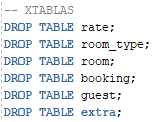 -- XTABLAS
DROP TABLE rate;
DROP TABLE room_type;
DROP TABLE room;
DROP TABLE booking;
DROP TABLE guest;
DROP TABLE extra;